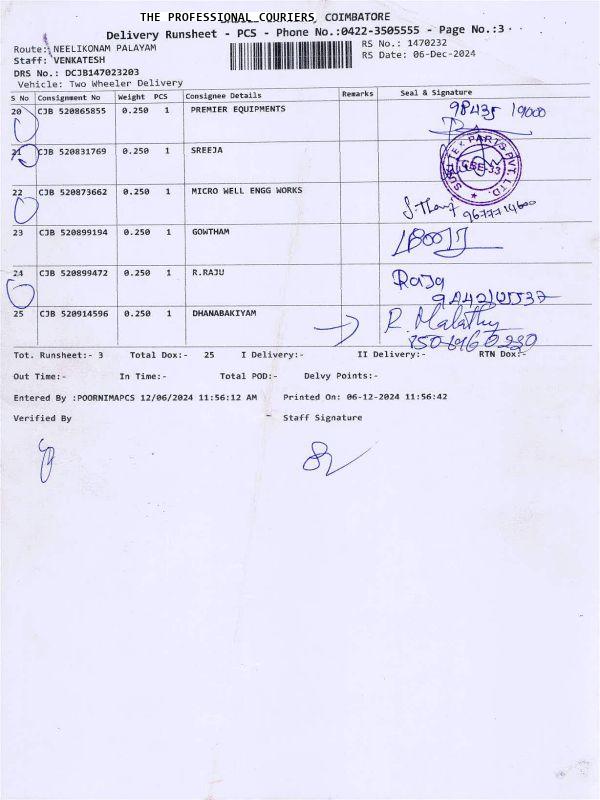 THE PROFESSIONAL COURIERS, COIMBATORE
Delivery Runsheet - PCS - Phone No.:0422-3505555 - Page No.:3
Route: NEELIKONAM PALAYAM
RS No.: 1470232
Staff: VENKATESH
RS Date: 06-Dec-2024
DRS No.: DCJB147023203
Vehicle: Two Wheeler Delivery
S No Consignment No Weight PCS Consignee Details Remarks Seal & Signature
20 CJB 520865855 0.250 1 PREMIER EQUIPMENTS
21 CJB 520831769 0.250 1 SREEJA
22 CJB 520873662 0.250 1 MICRO WELL ENGG WORKS
23 CJB 520899194 0.250 1 GOWTHAM
24 CJB 520899472 0.250 1 R.RAJU Raja
25 CJB 520914596 0.250 1 DHANABAKIYAM R. Malathy
Tot. Runsheet:- 3 Total Dox:- 25 I Delivery:- II Delivery:- RTN Dox:-
Out Time:- In Time:- Total POD:- Delvy Points:-
Entered By :POORNIMAPCS 12/06/2024 11:56:12 AM Printed On: 06-12-2024 11:56:42
Verified By Staff Signature